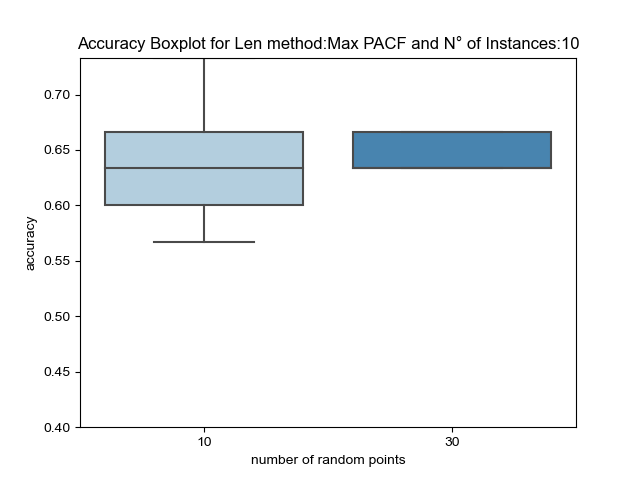 Accuracy Boxplot for Len method:Max PACF and N° of Instances:10
0.70
0.65
0.60
0.55
0.50
0.45
0.40
accuracy
10 30
number of random points